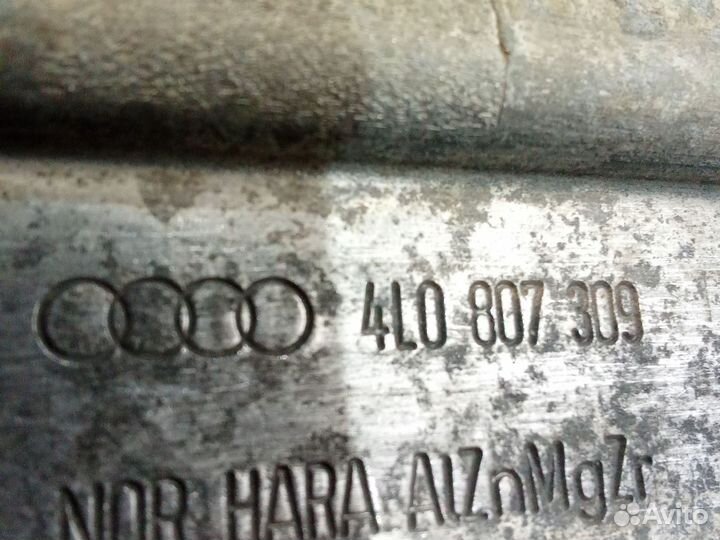 4L0 807 309
NOR HARA AlZnMgZr
Avito